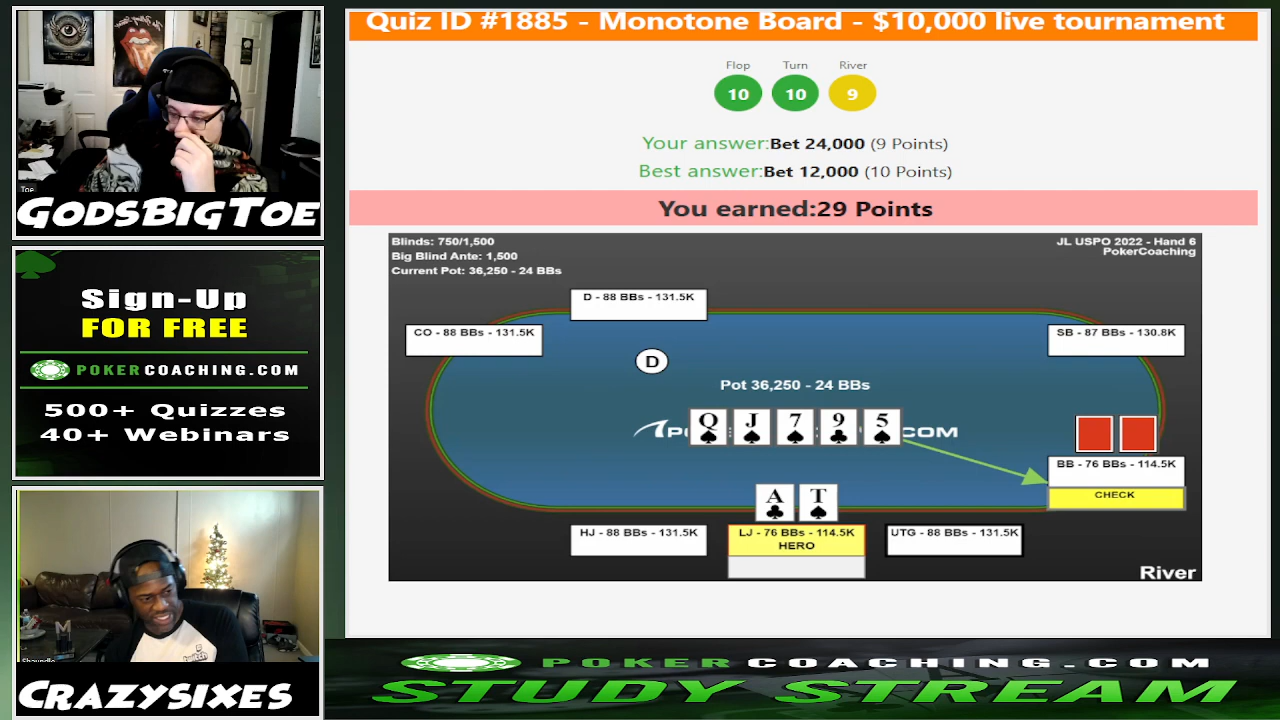 Quiz ID #1885 - Monotone Board - $10,000 live tournament
Flop
Turn
River
10
10
9
Your answer:Bet 24,000 (9 Points)
Best answer:Bet 12,000 (10 Points)
You earned:29 Points
Blinds: 750/1,500
Big Blind Ante: 1,500
Current Pot: 36,250 - 24 BBs
JL USPO 2022 - Hand 6
PokerCoaching
D - 88 BBs - 131.5K
CO - 88 BBs - 131.5K
SB - 87 BBs - 130.8K
D
Pot 36,250 - 24 BBs
Q♠ J♠ 7♠ 9♣ 5♠
COM
BB - 76 BBs - 114.5K
CHECK
A♣ T♠
HJ - 88 BBs - 131.5K
LJ - 76 BBs - 114.5K
HERO
UTG - 88 BBs - 131.5K
River
Toe
GodsBigToe
Sign-Up
FOR FREE
POKERCOACHING.COM
500+ Quizzes
40+ Webinars
CrazySixes
POKERCOACHING.COM
STUDY STREAM